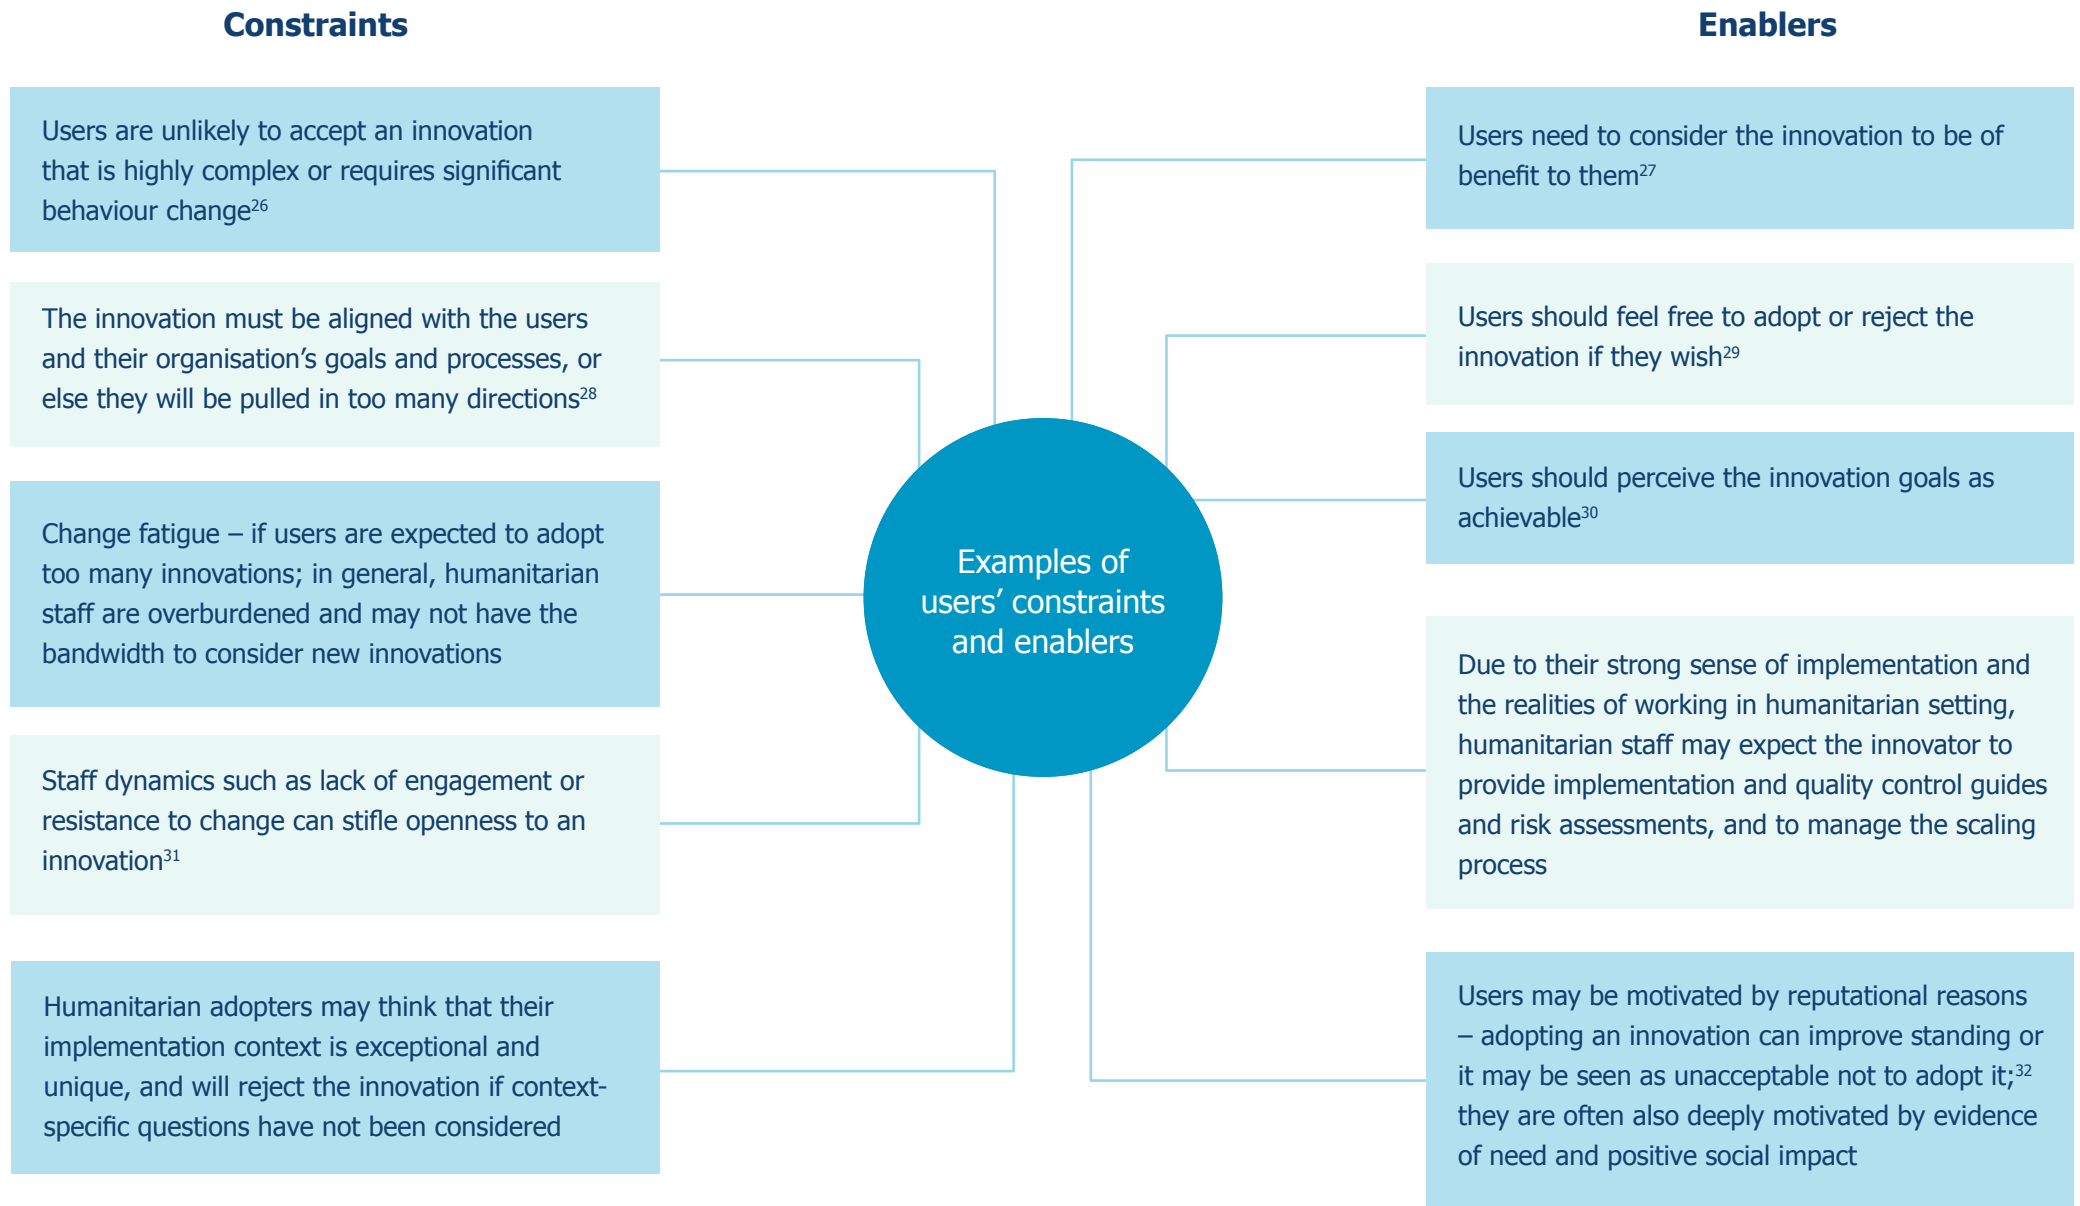 Constraints
Users are unlikely to accept an innovation
that is highly complex or requires significant
behaviour change26
The innovation must be aligned with the users
and their organisation’s goals and processes, or
else they will be pulled in too many directions28
Change fatigue – if users are expected to adopt
too many innovations; in general, humanitarian
staff are overburdened and may not have the
bandwidth to consider new innovations
Staff dynamics such as lack of engagement or
resistance to change can stifle openness to an
innovation31
Humanitarian adopters may think that their
implementation context is exceptional and
unique, and will reject the innovation if context-
specific questions have not been considered
Examples of
users’ constraints
and enablers
Enablers
Users need to consider the innovation to be of
benefit to them27
Users should feel free to adopt or reject the
innovation if they wish29
Users should perceive the innovation goals as
achievable30
Due to their strong sense of implementation and
the realities of working in humanitarian setting,
humanitarian staff may expect the innovator to
provide implementation and quality control guides
and risk assessments, and to manage the scaling
process
Users may be motivated by reputational reasons
– adopting an innovation can improve standing or
it may be seen as unacceptable not to adopt it;32
they are often also deeply motivated by evidence
of need and positive social impact